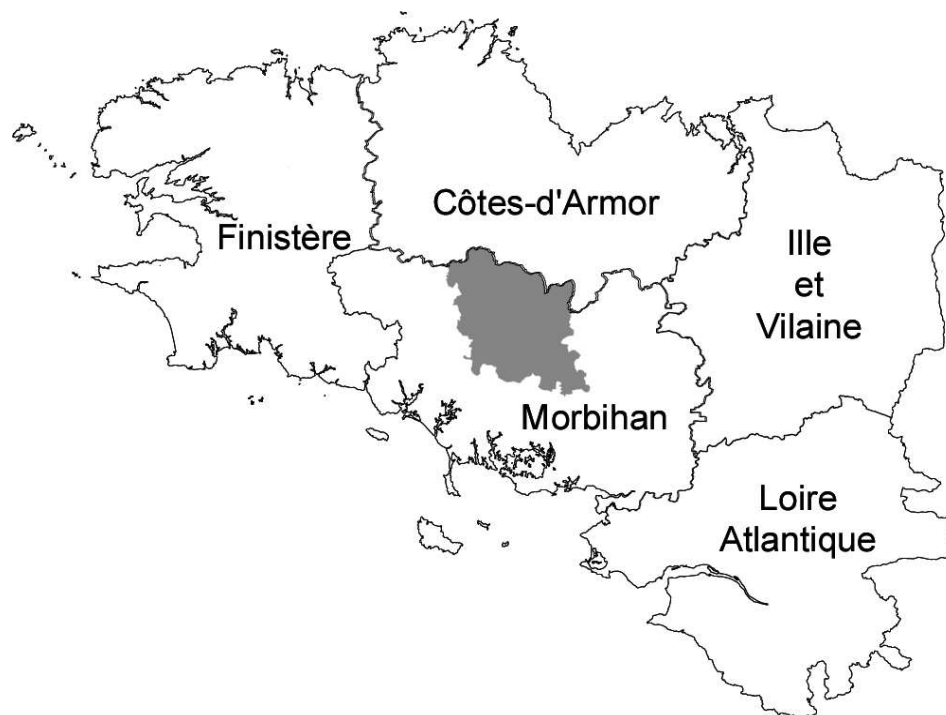 Côtes-d'Armor
Finistère
Ille
et
Vilaine
Morbihan
Loire
Atlantique